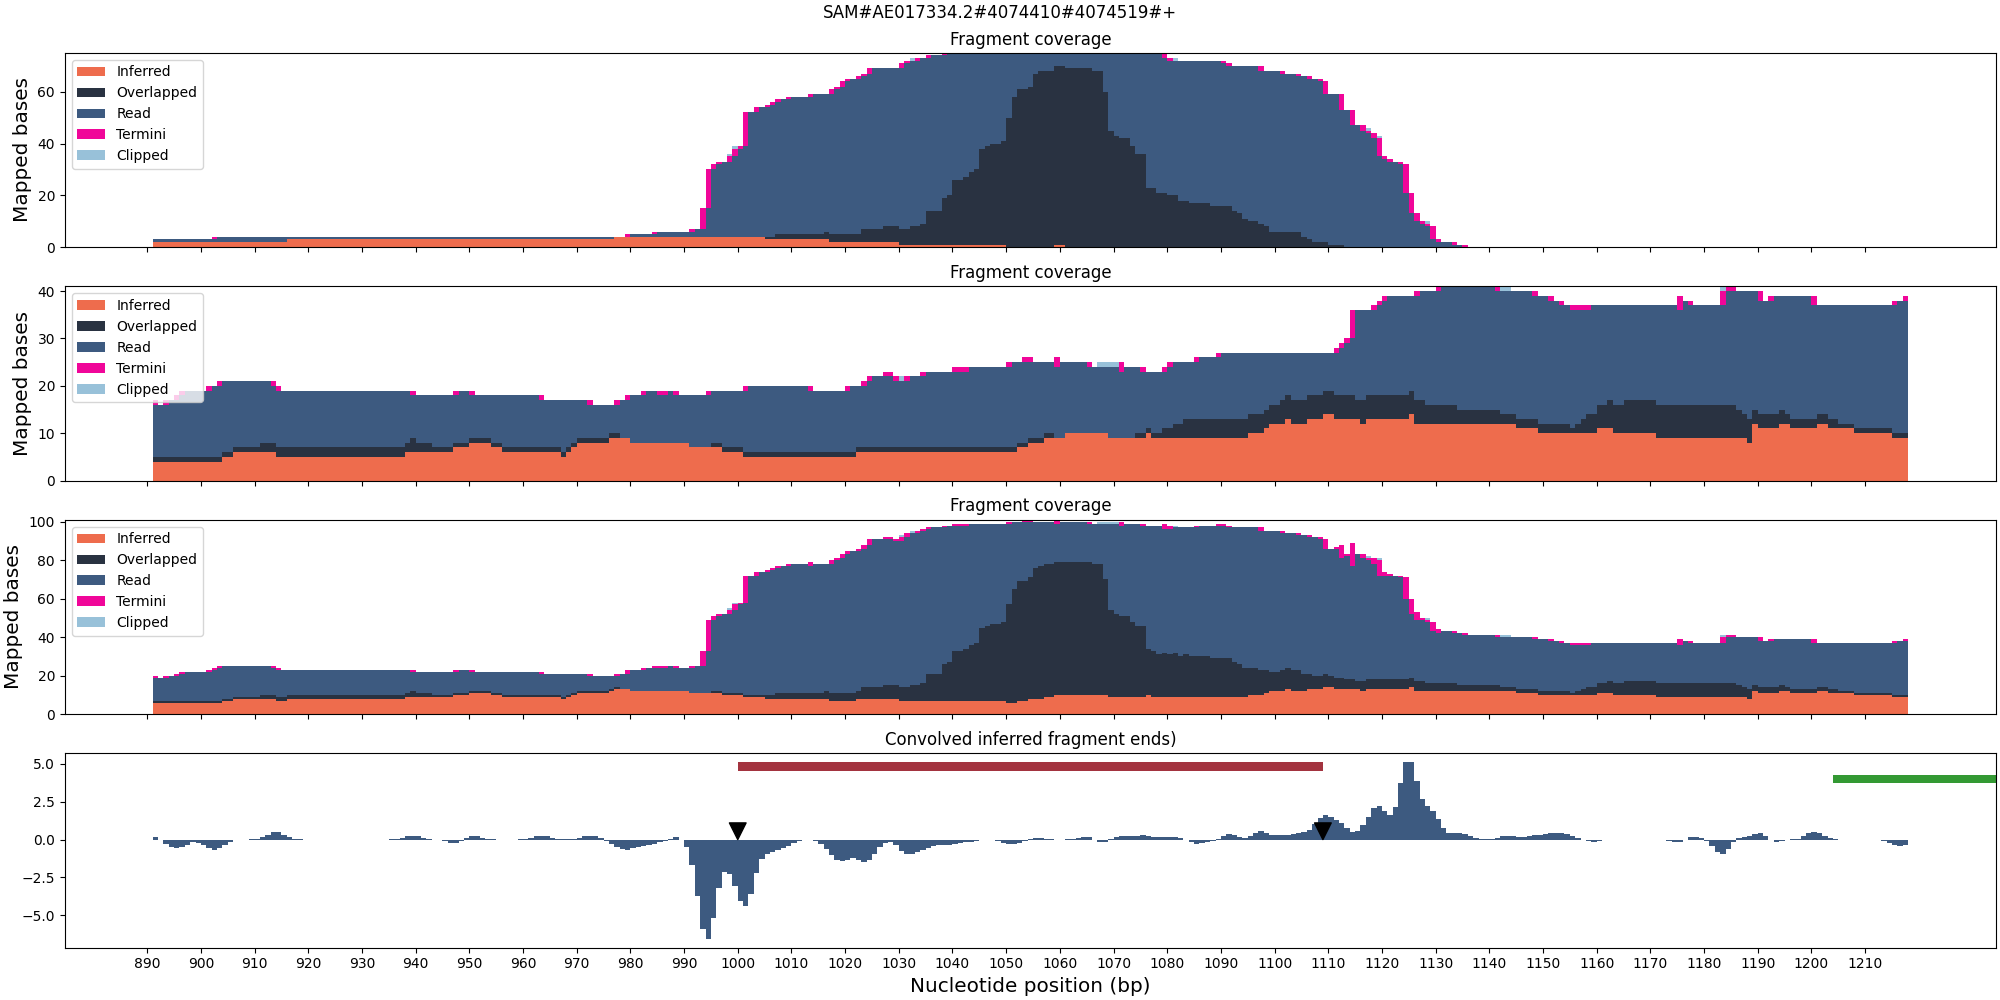 SAM#AE017334.2#4074410#4074519#+
Fragment coverage
Mapped bases
60
40
20
0
Inferred
Overlapped
Read
Termini
Clipped
Fragment coverage
Mapped bases
40
30
20
10
0
Inferred
Overlapped
Read
Termini
Clipped
Fragment coverage
Mapped bases
100
80
60
40
20
0
Inferred
Overlapped
Read
Termini
Clipped
Convolved inferred fragment ends)
5.0
2.5
0.0
−2.5
−5.0
890 900 910 920 930 940 950 960 970 980 990 1000 1010 1020 1030 1040 1050 1060 1070 1080 1090 1100 1110 1120 1130 1140 1150 1160 1170 1180 1190 1200 1210
Nucleotide position (bp)